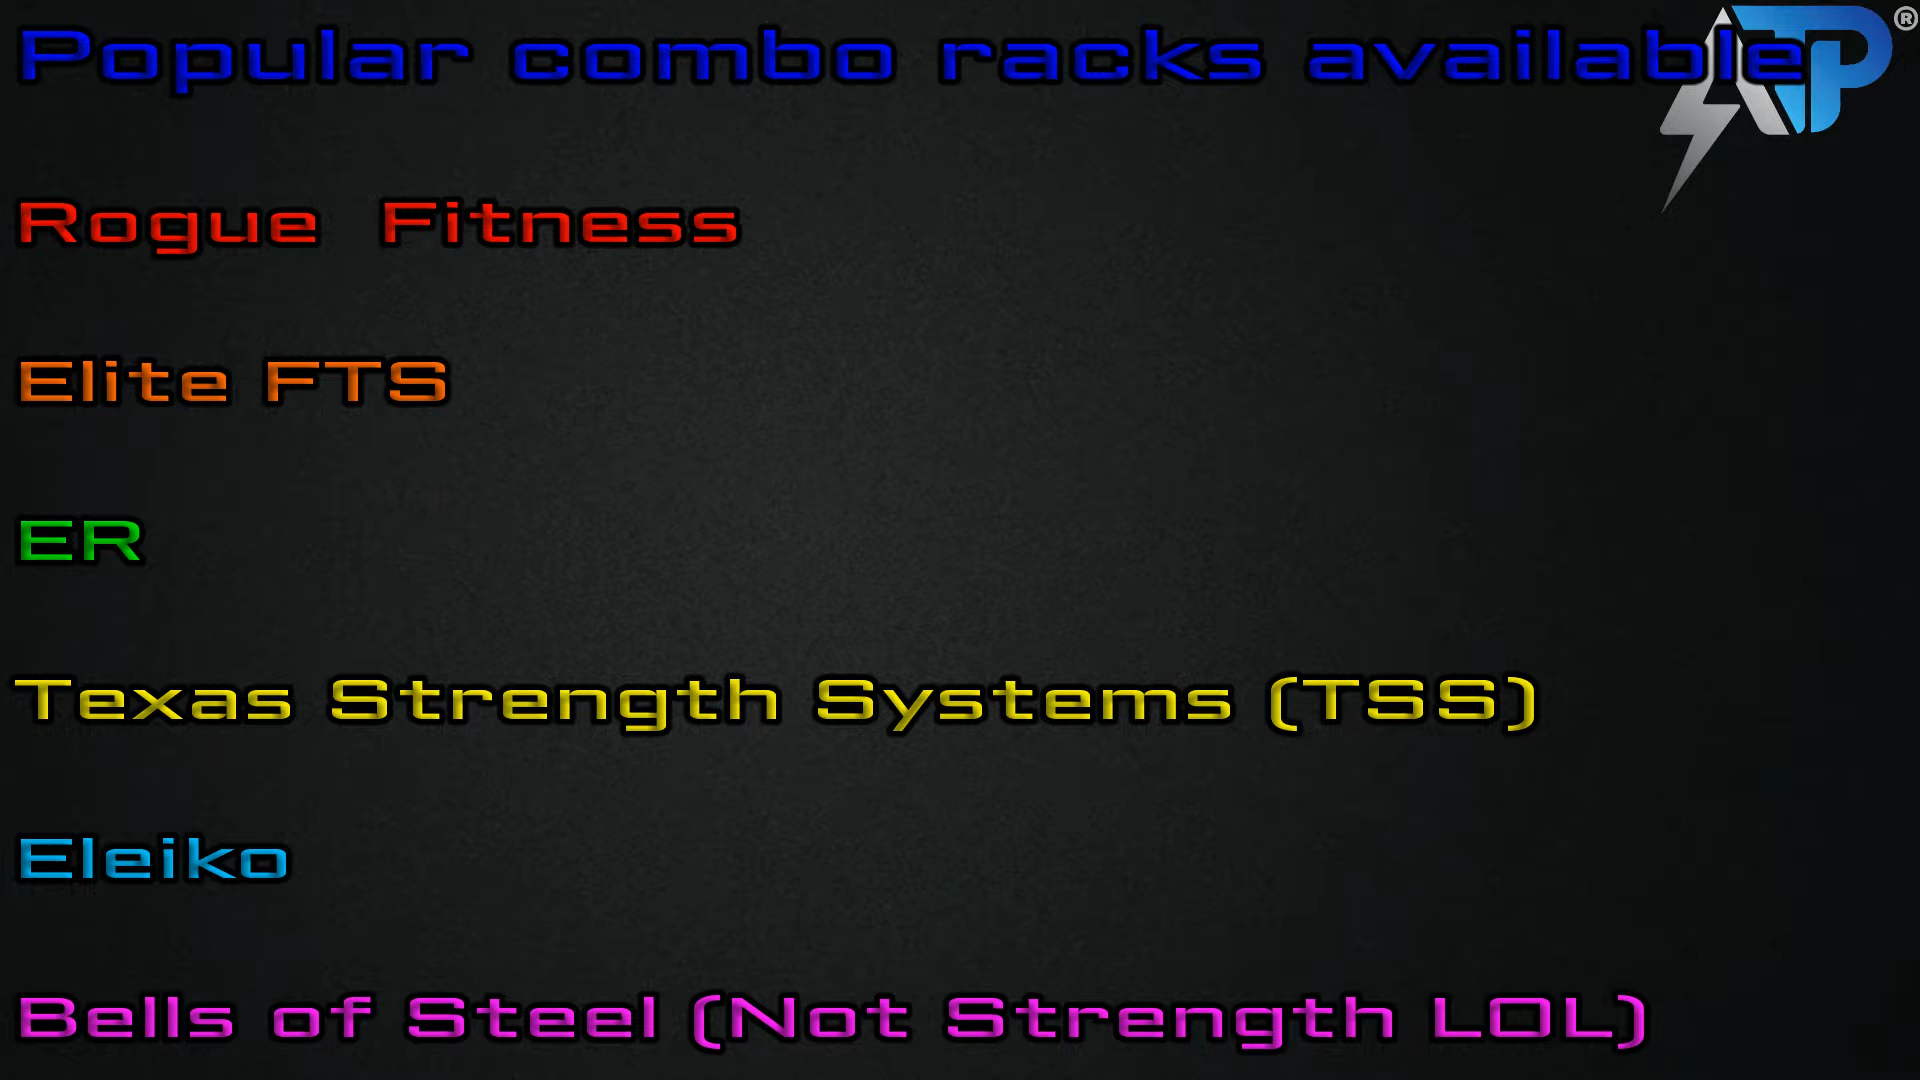 Popular combo racks available
ATP®
Rogue Fitness
Elite FTS
ER
Texas Strength Systems (TSS)
Eleiko
Bells of Steel (Not Strength LOL)